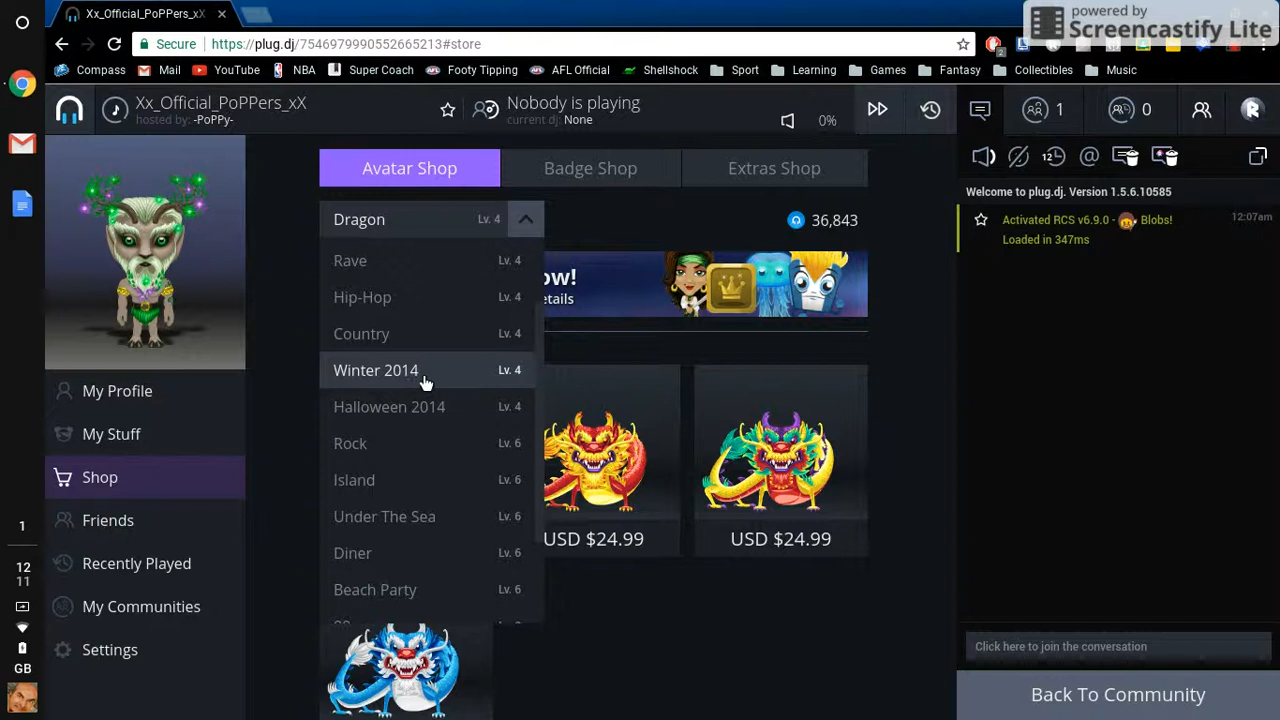 Xx_Official_PoPPers_xX
powered by
Screencastify Lite
Secure
https://plug.dj/7546979990552665213#store
2
Compass
Mail
YouTube
NBA
Super Coach
Footy Tipping
AFL Official
Shellshock
Sport
Learning
Games
Fantasy
Collectibles
Music
Xx_Official_PoPPers_xX
hosted by: -PoPPy-
Nobody is playing
current dj: None
0%
1
0
Avatar Shop
Badge Shop
Extras Shop
12
Welcome to plug.dj. Version 1.5.6.10585
Activated RCS v6.9.0 - Blobs!
Loaded in 347ms
12:07am
Dragon Lv. 4
36,843
Rave Lv. 4
Hip-Hop Lv. 4
Country Lv. 4
Winter 2014 Lv. 4
Halloween 2014 Lv. 4
Rock Lv. 6
Island Lv. 6
Under The Sea Lv. 6
Diner Lv. 6
Beach Party Lv. 6
ow!
etails
USD $24.99
USD $24.99
My Profile
My Stuff
Shop
Friends
Recently Played
My Communities
Settings
1
12
11
GB
Click here to join the conversation
Back To Community